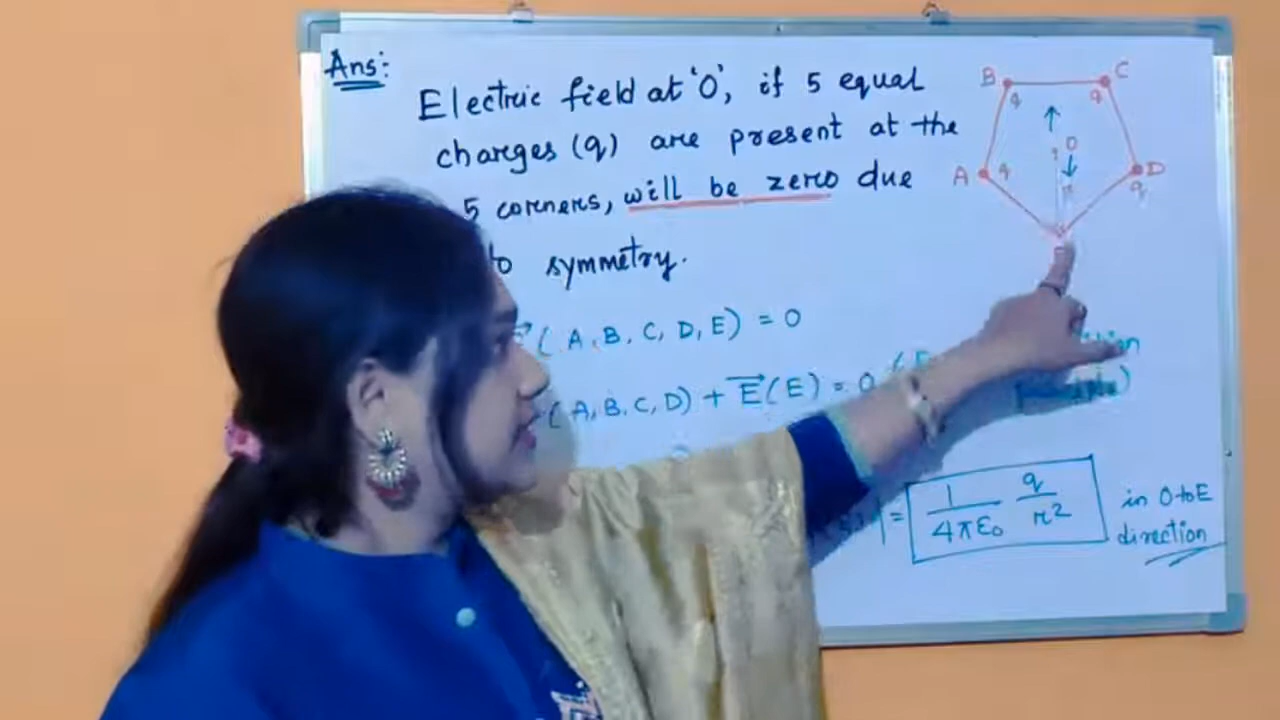 Ans:
Electric field at 'O', if 5 equal
charges (q) are present at the
5 corners, will be zero due
to symmetry.
(A, B, C, D, E) = 0
(A, B, C, D) + E(E) = 0
= 1/4πε₀ q/r²
in O to E
direction
B
C
q
q
O
A
q
D
q
r